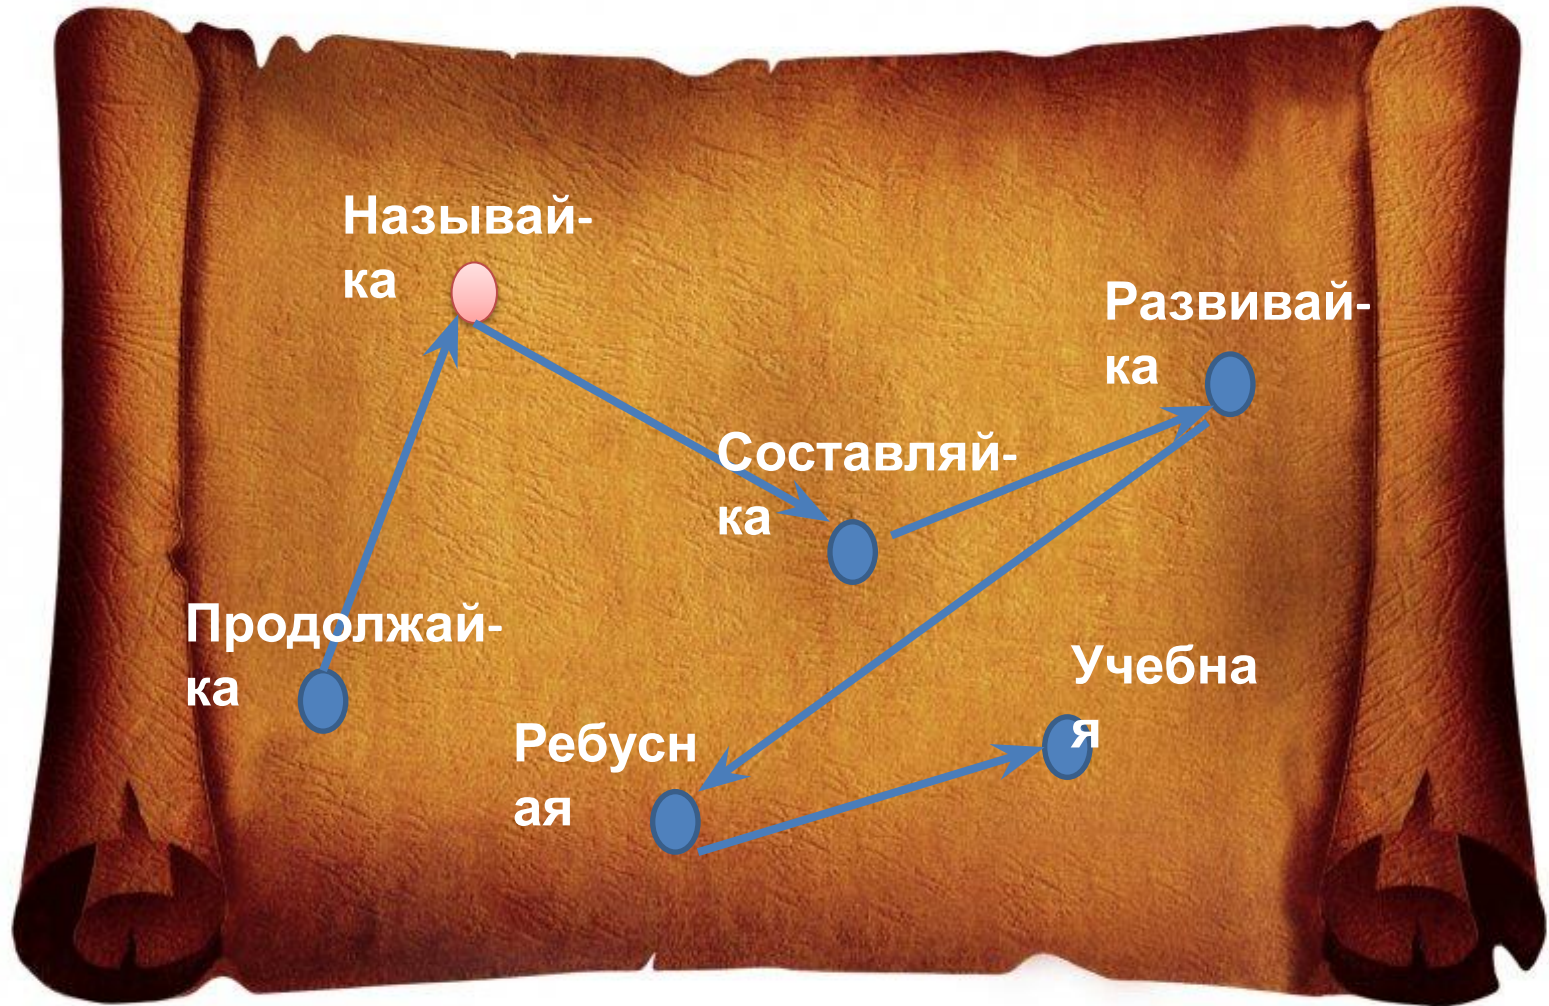 Называй-
ка
Развивай-
ка
Составляй-
ка
Продолжай-
ка
Учебна
я
Ребусн
ая